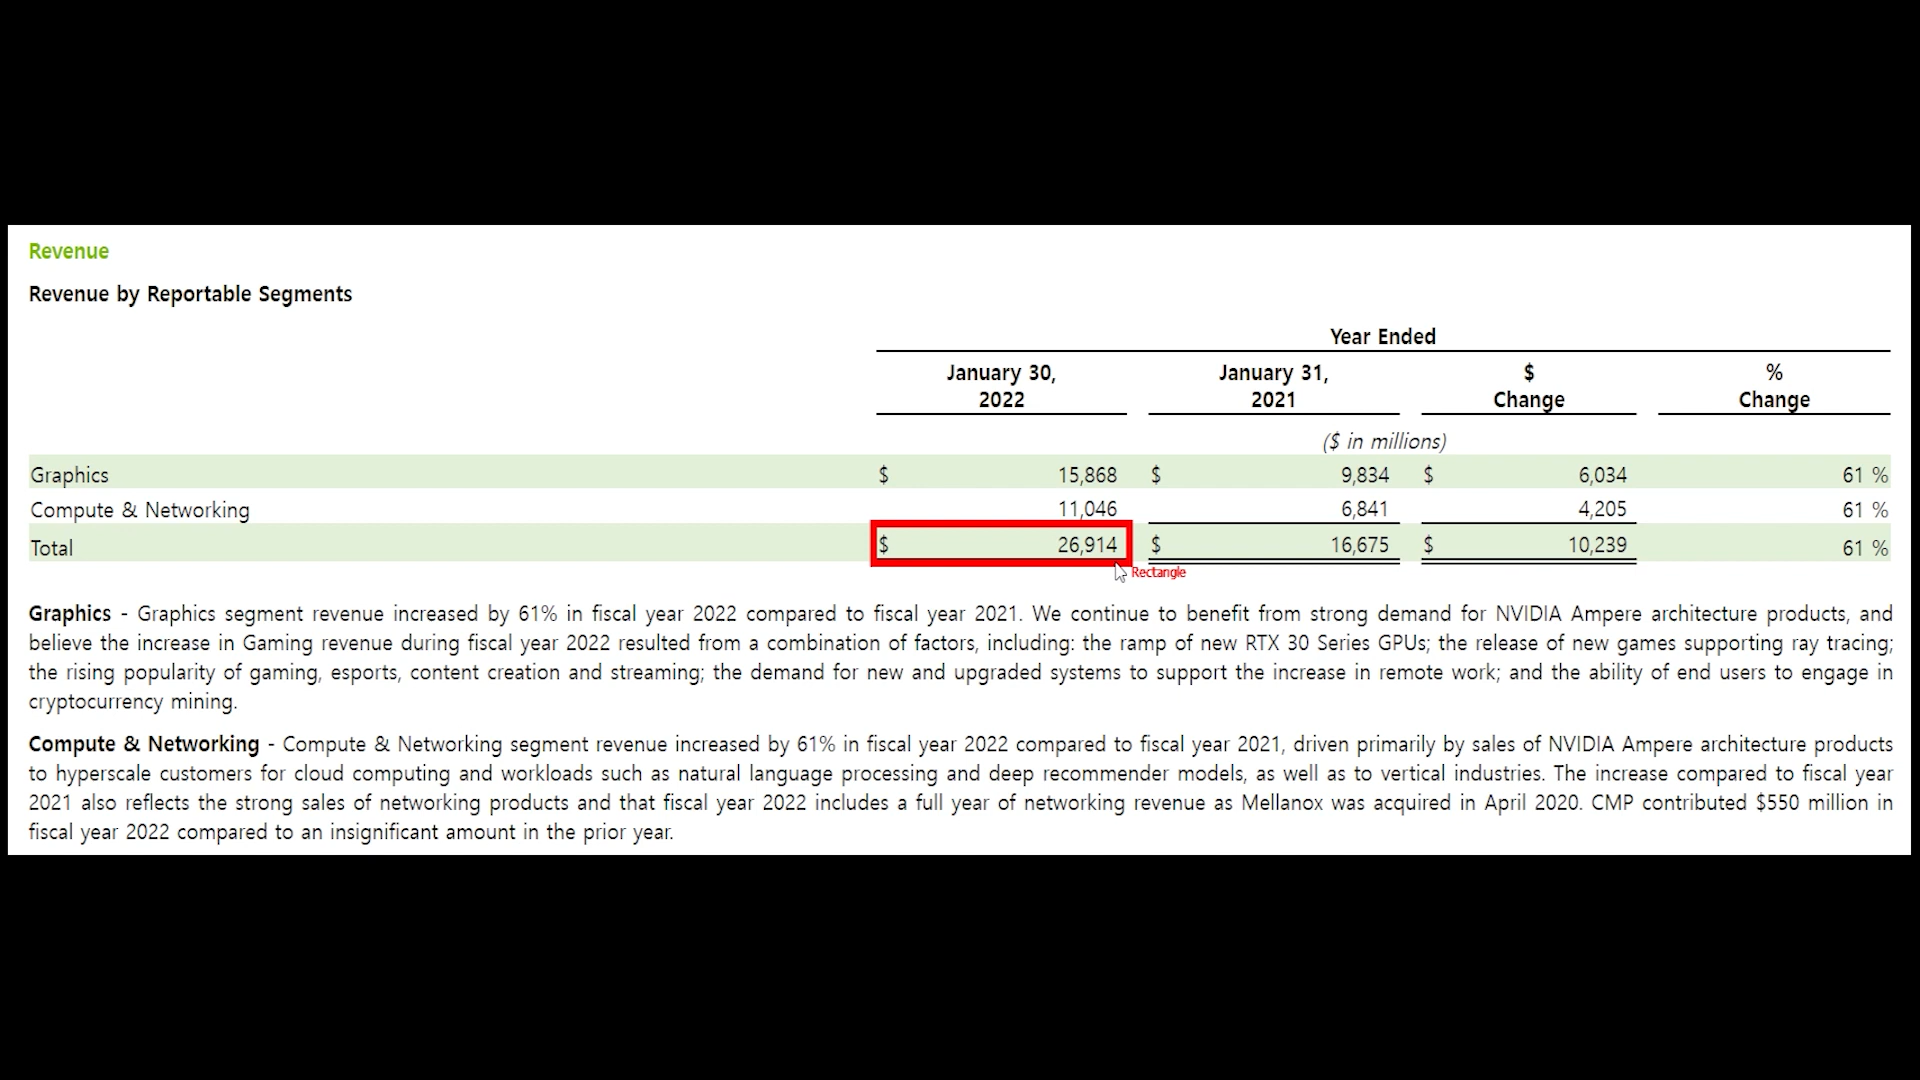 Revenue
Revenue by Reportable Segments
Year Ended
January 30, 2022 January 31, 2021 $ Change % Change
($ in millions)
Graphics $ 15,868 $ 9,834 $ 6,034 61 %
Compute & Networking 11,046 6,841 4,205 61 %
Total $ 26,914 $ 16,675 $ 10,239 61 %
Rectangle
Graphics - Graphics segment revenue increased by 61% in fiscal year 2022 compared to fiscal year 2021. We continue to benefit from strong demand for NVIDIA Ampere architecture products, and
believe the increase in Gaming revenue during fiscal year 2022 resulted from a combination of factors, including: the ramp of new RTX 30 Series GPUs; the release of new games supporting ray tracing;
the rising popularity of gaming, esports, content creation and streaming; the demand for new and upgraded systems to support the increase in remote work; and the ability of end users to engage in
cryptocurrency mining.
Compute & Networking - Compute & Networking segment revenue increased by 61% in fiscal year 2022 compared to fiscal year 2021, driven primarily by sales of NVIDIA Ampere architecture products
to hyperscale customers for cloud computing and workloads such as natural language processing and deep recommender models, as well as to vertical industries. The increase compared to fiscal year
2021 also reflects the strong sales of networking products and that fiscal year 2022 includes a full year of networking revenue as Mellanox was acquired in April 2020. CMP contributed $550 million in
fiscal year 2022 compared to an insignificant amount in the prior year.